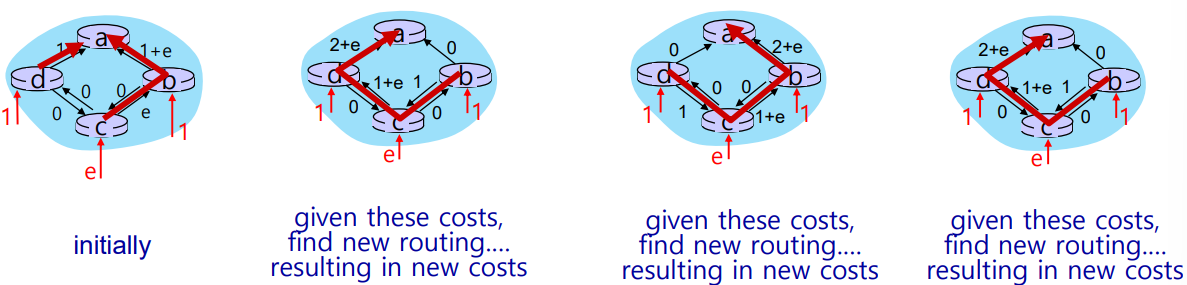 a
1
1+e
d
b
0
0
0
e
c
1
1
e
initially
a
2+e
0
d
b
1+e
1
0
0
c
1
1
e
given these costs,
find new routing....
resulting in new costs
a
0
2+e
d
b
0
0
1
1+e
c
1
1
e
given these costs,
find new routing....
resulting in new costs
a
2+e
0
d
b
1+e
1
0
0
c
1
1
e
given these costs,
find new routing....
resulting in new costs